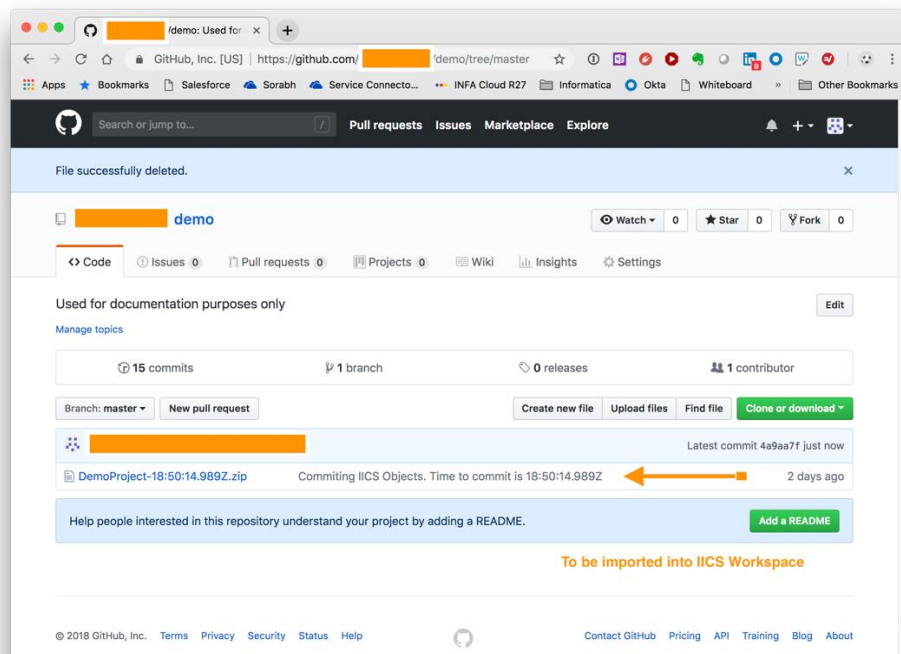 /demo: Used for
GitHub, Inc. [US] | https://github.com/ /demo/tree/master
Apps Bookmarks Salesforce Sorabh Service Connecto... INFA Cloud R27 Informatica Okta Whiteboard » Other Bookmarks
Search or jump to... / Pull requests Issues Marketplace Explore
File successfully deleted.
demo Watch 0 Star 0 Fork 0
Code Issues 0 Pull requests 0 Projects 0 Wiki Insights Settings
Used for documentation purposes only Edit
Manage topics
15 commits 1 branch 0 releases 1 contributor
Branch: master New pull request Create new file Upload files Find file Clone or download
Latest commit 4a9aa7f just now
DemoProject-18:50:14.989Z.zip Commiting IICS Objects. Time to commit is 18:50:14.989Z 2 days ago
Help people interested in this repository understand your project by adding a README. Add a README
To be imported into IICS Workspace
© 2018 GitHub, Inc. Terms Privacy Security Status Help Contact GitHub Pricing API Training Blog About